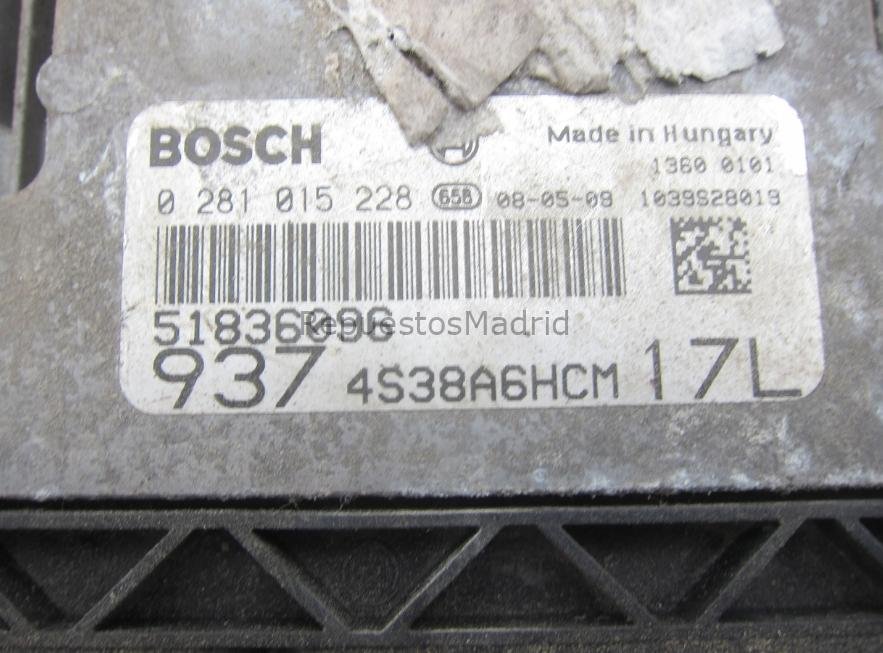 BOSCH
Made in Hungary
1360 0101
0 281 015 228 658 08-05-09 1039S28019
RepuestosMadrid
937 4S38A6HCM 17L